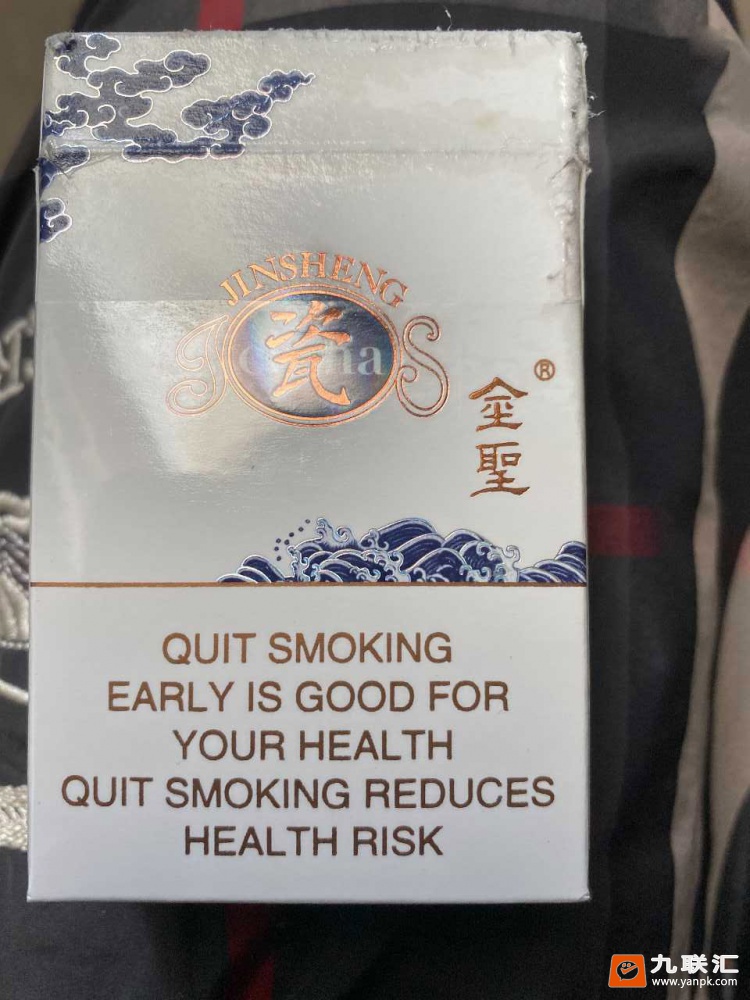 JINSHENG
瓷
J S
金聖®
QUIT SMOKING
EARLY IS GOOD FOR
YOUR HEALTH
QUIT SMOKING REDUCES
HEALTH RISK
九联汇
www.yanpk.com